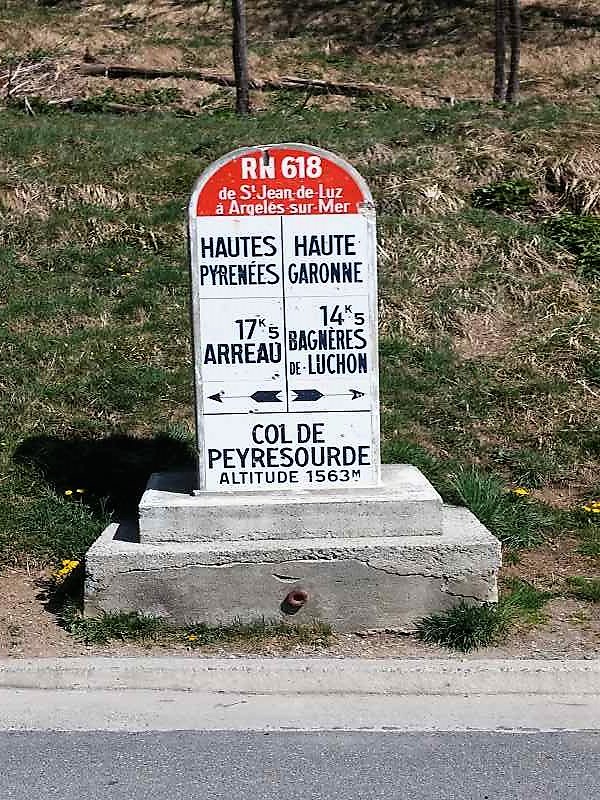 RN 618
de St Jean-de-Luz
à Argelès-sur-Mer
HAUTES
PYRENÉES
17K5
ARREAU
HAUTE
GARONNE
14K5
BAGNÈRES
DE-LUCHON
COL DE
PEYRESOURDE
ALTITUDE 1563M